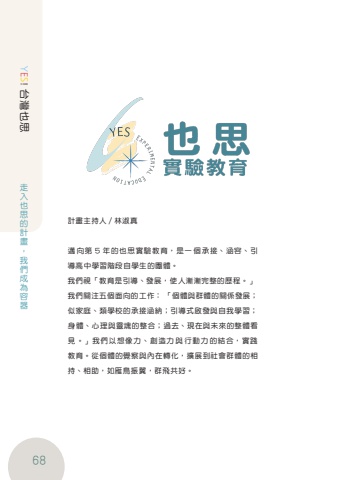 YES! 台灣也思
走入也思的計畫，我們成為容器
YES
EXPERIMENTAL EDUCATION
也思
實驗教育
計畫主持人 / 林淑真
邁向第 5 年的也思實驗教育，是一個承接、涵容、引
導高中學習階段自學生的團體。
我們視「教育是引導、發展，使人漸漸完整的歷程。」
我們關注五個面向的工作：「個體與群體的關係發展；
似家庭、類學校的承接涵納；引導式啟發與自我學習；
身體、心理與靈魂的整合；過去、現在與未來的整體看
見。」我們以想像力、創造力與行動力的結合，實踐
教育。從個體的覺察與內在轉化，擴展到社會群體的相
持、相助，如雁鳥振翼，群飛共好。
68